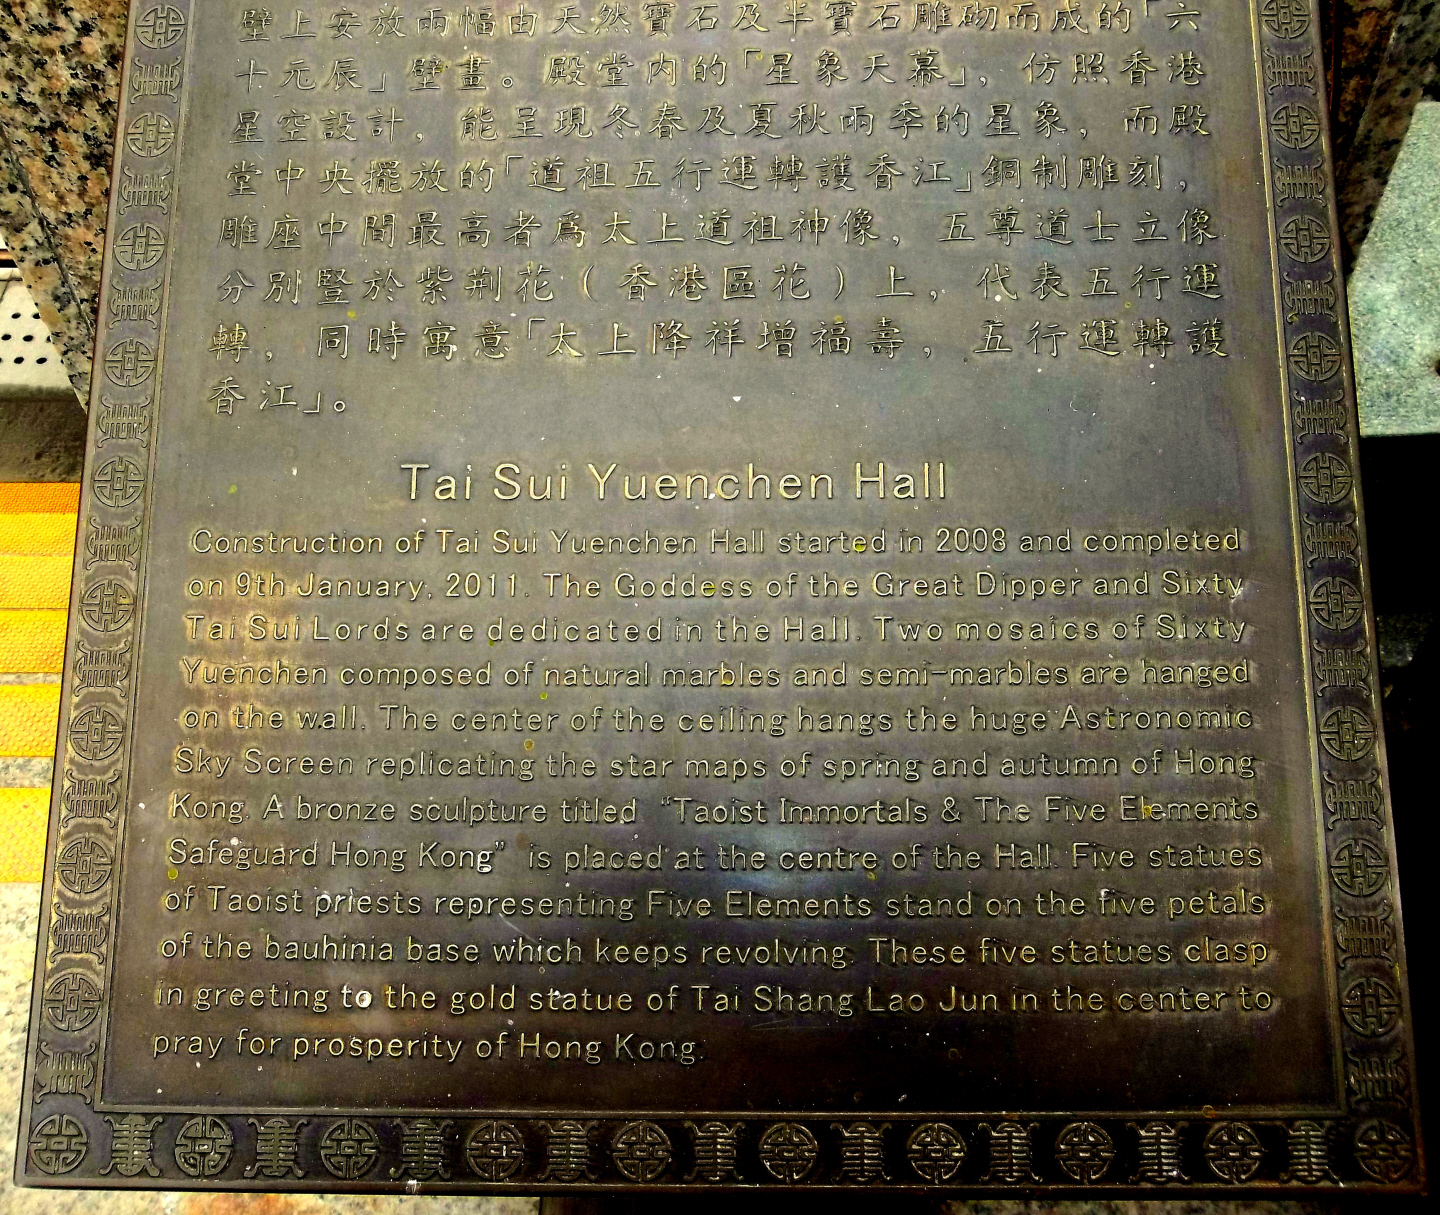 壁上安放兩幅由天然寶石及半寶石雕砌而成的「六
十元辰」壁畫。殿堂内的「星象天幕」，仿照香港
星空設計，能呈現冬春及夏秋兩季的星象，而殿
堂中央擺放的「道祖五行運轉護香江」銅制雕刻，
雕座中間最高者爲太上道祖神像，五尊道士立像
分別豎於紫荆花（香港區花）上，代表五行運
轉，同時寓意「太上降祥增福壽，五行運轉護
香江」。
Tai Sui Yuenchen Hall
Construction of Tai Sui Yuenchen Hall started in 2008 and completed
on 9th January, 2011. The Goddess of the Great Dipper and Sixty
Tai Sui Lords are dedicated in the Hall. Two mosaics of Sixty
Yuenchen composed of natural marbles and semi-marbles are hanged
on the wall. The center of the ceiling hangs the huge Astronomic
Sky Screen replicating the star maps of spring and autumn of Hong
Kong. A bronze sculpture titled “Taoist Immortals & The Five Elements
Safeguard Hong Kong” is placed at the centre of the Hall. Five statues
of Taoist priests representing Five Elements stand on the five petals
of the bauhinia base which keeps revolving. These five statues clasp
in greeting to the gold statue of Tai Shang Lao Jun in the center to
pray for prosperity of Hong Kong.